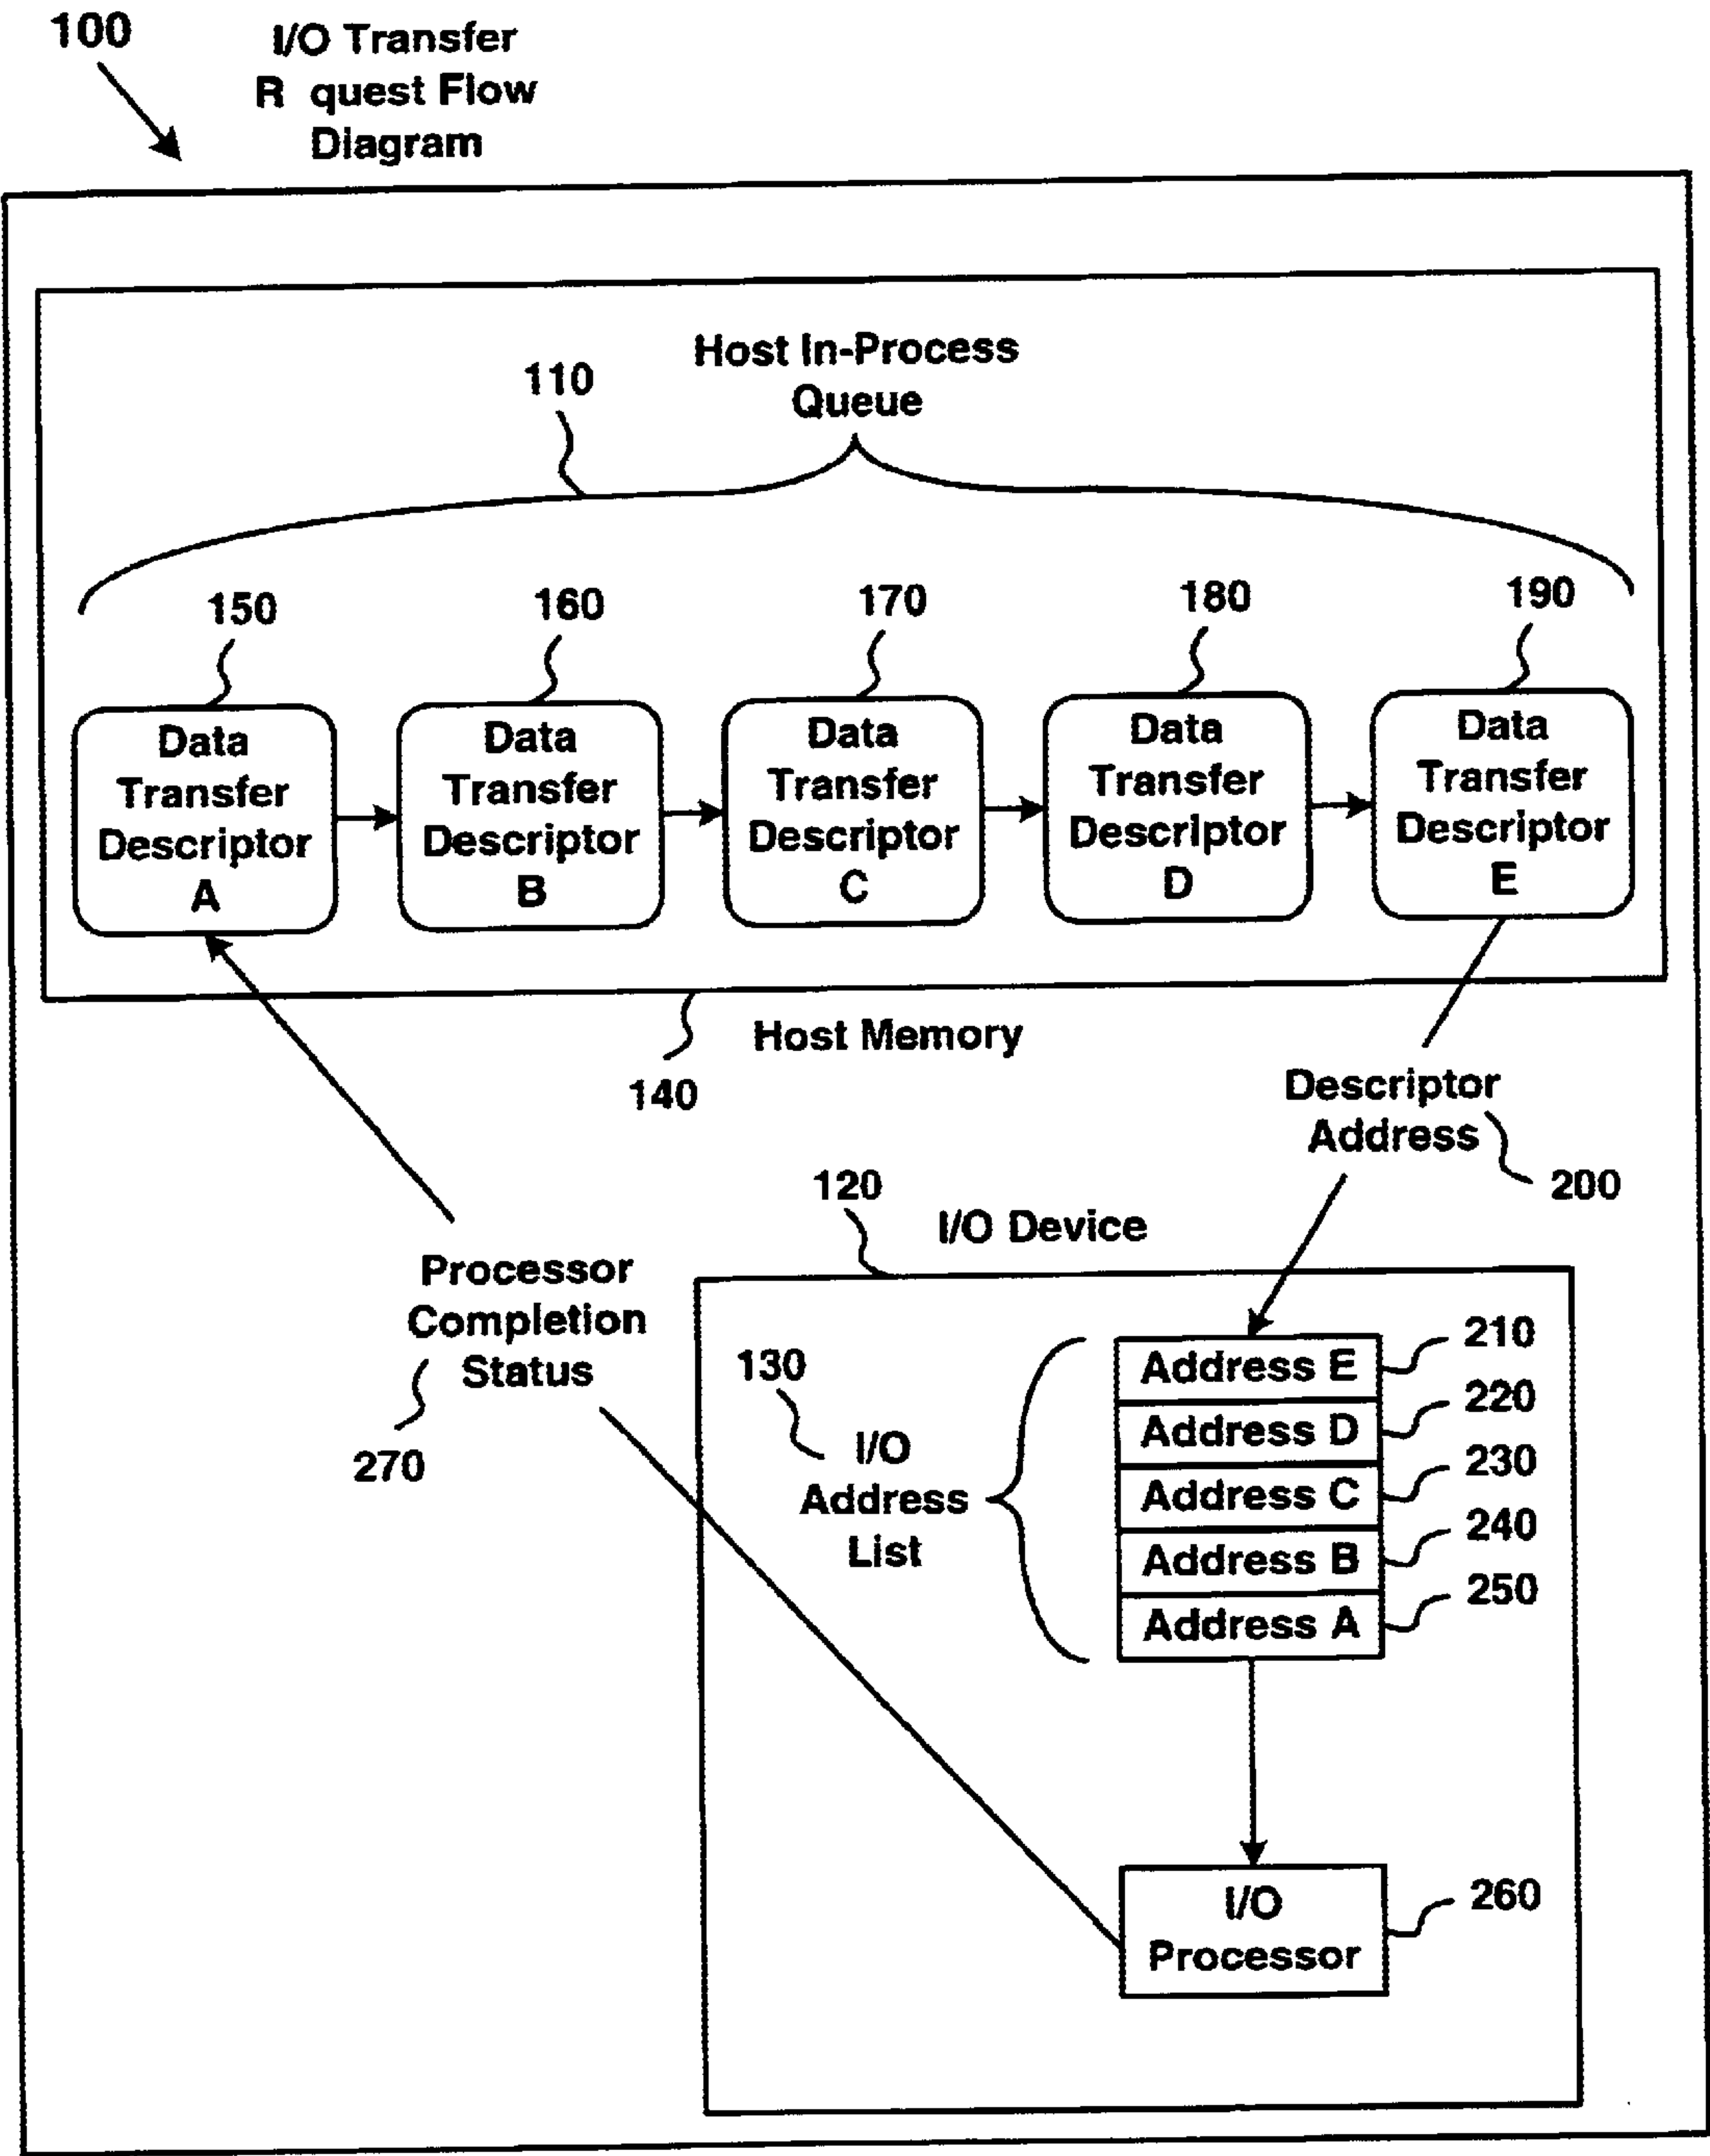 100
I/O Transfer
R quest Flow
Diagram
Host In-Process
Queue
110
150
160
170
180
190
Data
Transfer
Descriptor
A
Data
Transfer
Descriptor
B
Data
Transfer
Descriptor
C
Data
Transfer
Descriptor
D
Data
Transfer
Descriptor
E
Host Memory
140
Descriptor
Address
200
120
I/O Device
Processor
Completion
Status
270
130
I/O
Address
List
Address E
210
Address D
220
Address C
230
Address B
240
Address A
250
I/O
Processor
260